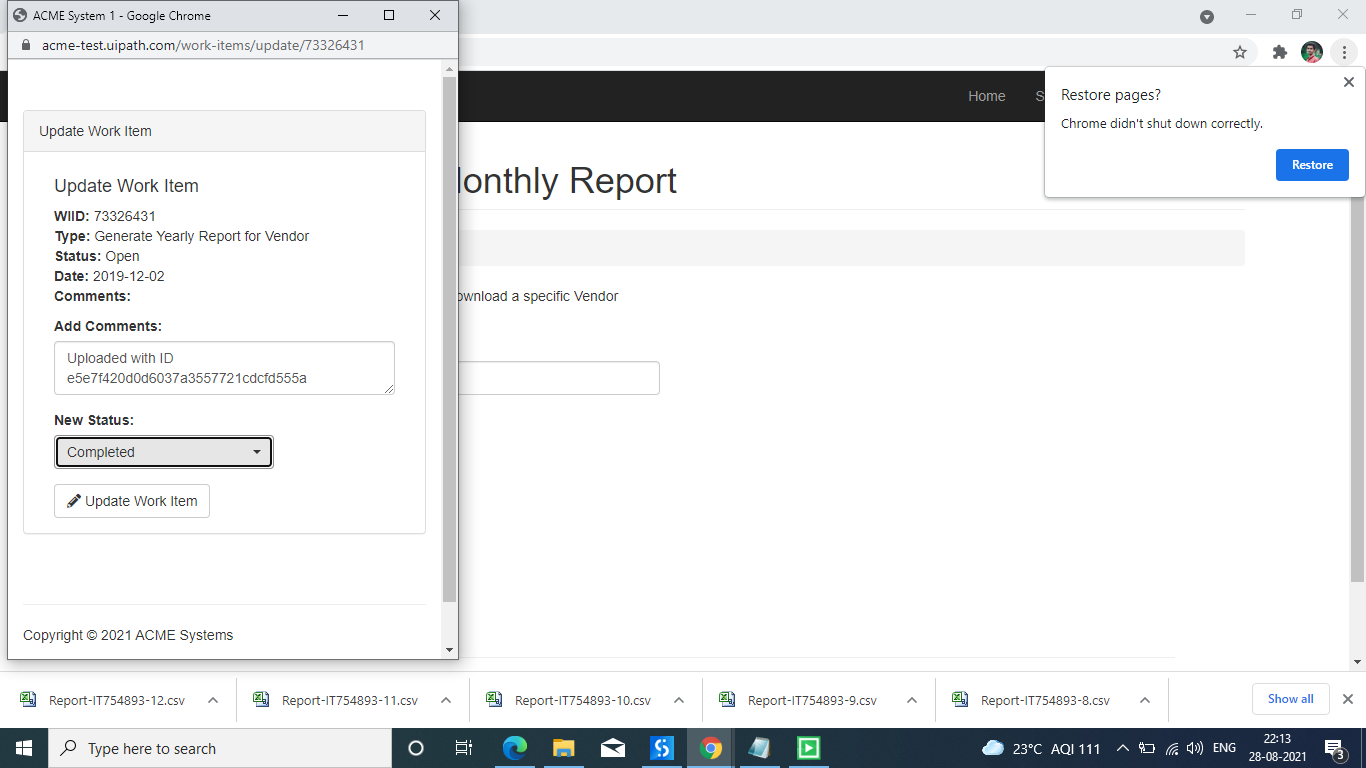 ACME System 1 - Google Chrome
acme-test.uipath.com/work-items/update/73326431
Update Work Item
Update Work Item
WIID: 73326431
Type: Generate Yearly Report for Vendor
Status: Open
Date: 2019-12-02
Comments:
Add Comments:
Uploaded with ID
e5e7f420d0d6037a3557721cdcfd555a
New Status:
Completed
Update Work Item
Copyright © 2021 ACME Systems
Home
Restore pages?
Chrome didn't shut down correctly.
Restore
onthly Report
ownload a specific Vendor
Report-IT754893-12.csv
Report-IT754893-11.csv
Report-IT754893-10.csv
Report-IT754893-9.csv
Report-IT754893-8.csv
Show all
Type here to search
23°C AQI 111
ENG
22:13
28-08-2021
3